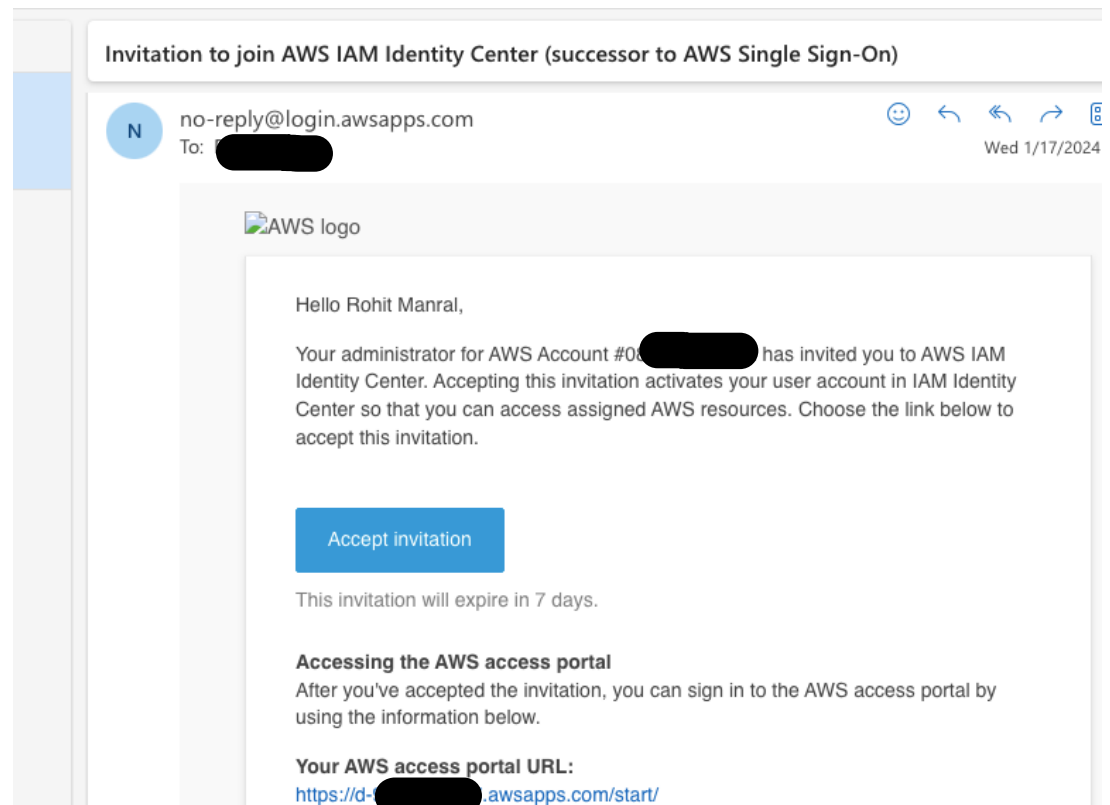 Invitation to join AWS IAM Identity Center (successor to AWS Single Sign-On)
N
no-reply@login.awsapps.com
To:
Wed 1/17/2024
AWS logo
Hello Rohit Manral,
Your administrator for AWS Account #08 has invited you to AWS IAM
Identity Center. Accepting this invitation activates your user account in IAM Identity
Center so that you can access assigned AWS resources. Choose the link below to
accept this invitation.
Accept invitation
This invitation will expire in 7 days.
Accessing the AWS access portal
After you've accepted the invitation, you can sign in to the AWS access portal by
using the information below.
Your AWS access portal URL:
https://d- .awsapps.com/start/